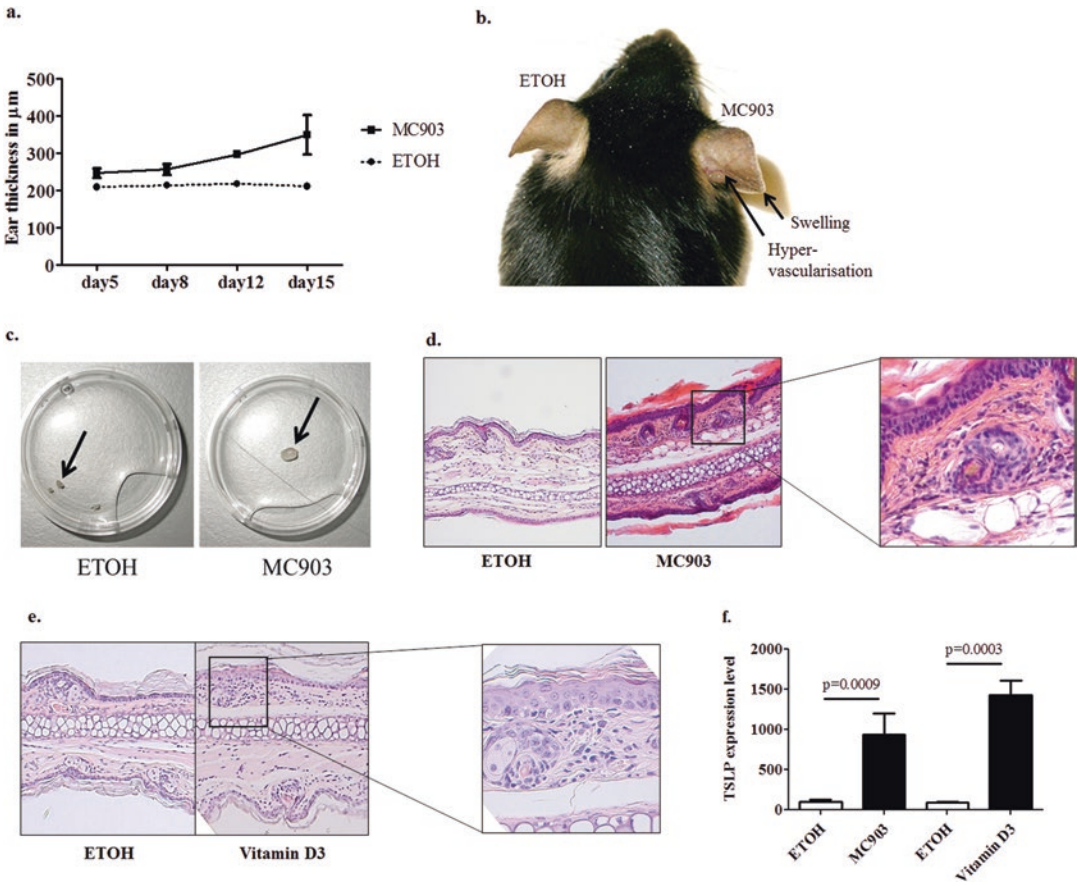 a.
500
400
300
200
100
0
Ear thickness in µm
day5 day8 day12 day15
MC903
ETOH
b.
ETOH
MC903
Swelling
Hyper-
vascularisation
c.
ETOH
MC903
d.
ETOH
MC903
e.
ETOH
Vitamin D3
f.
2000
1500
1000
500
0
TSLP expression level
p=0.0009
p=0.0003
ETOH
MC903
ETOH
Vitamin D3